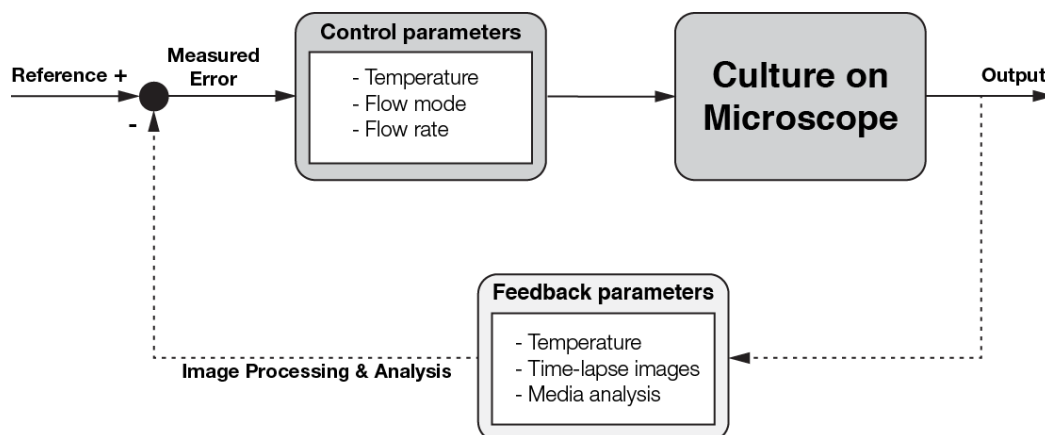 Reference +
-
Measured
Error
Control parameters
- Temperature
- Flow mode
- Flow rate
Culture on
Microscope
Output
Feedback parameters
- Temperature
- Time-lapse images
- Media analysis
Image Processing & Analysis